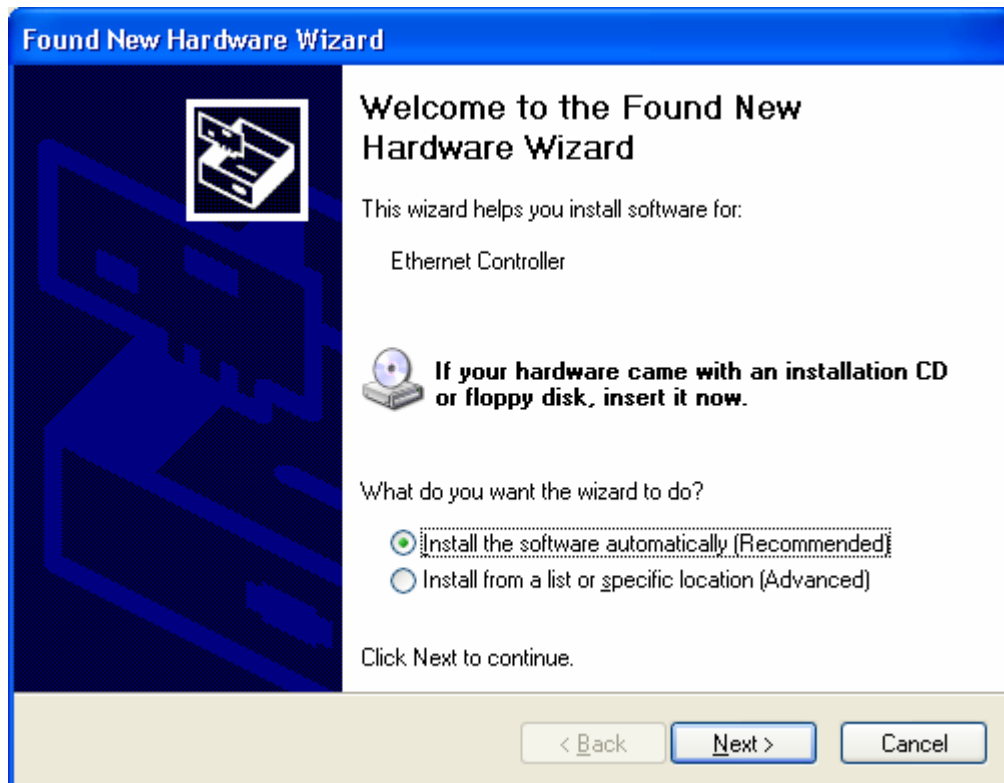 Found New Hardware Wizard
Welcome to the Found New
Hardware Wizard
This wizard helps you install software for:
Ethernet Controller
If your hardware came with an installation CD
or floppy disk, insert it now.
What do you want the wizard to do?
Install the software automatically (Recommended)
Install from a list or specific location (Advanced)
Click Next to continue.
< Back
Next >
Cancel